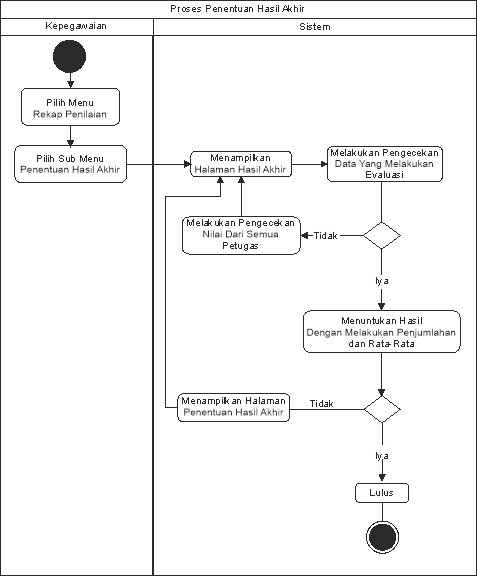 Proses Penentuan Hasil Akhir
Kepegawaian
Sistem
Pilih Menu
Rekap Penilaian
Pilih Sub Menu
Penentuan Hasil Akhir
Menampilkan
Halaman Hasil Akhir
Melakukan Pengecekan
Data Yang Melakukan
Evaluasi
Melakukan Pengecekan
Nilai Dari Semua
Petugas
Tidak
Iya
Menuntukan Hasil
Dengan Melakukan Penjumlahan
dan Rata-Rata
Menampilkan Halaman
Penentuan Hasil Akhir
Tidak
Iya
Lulus